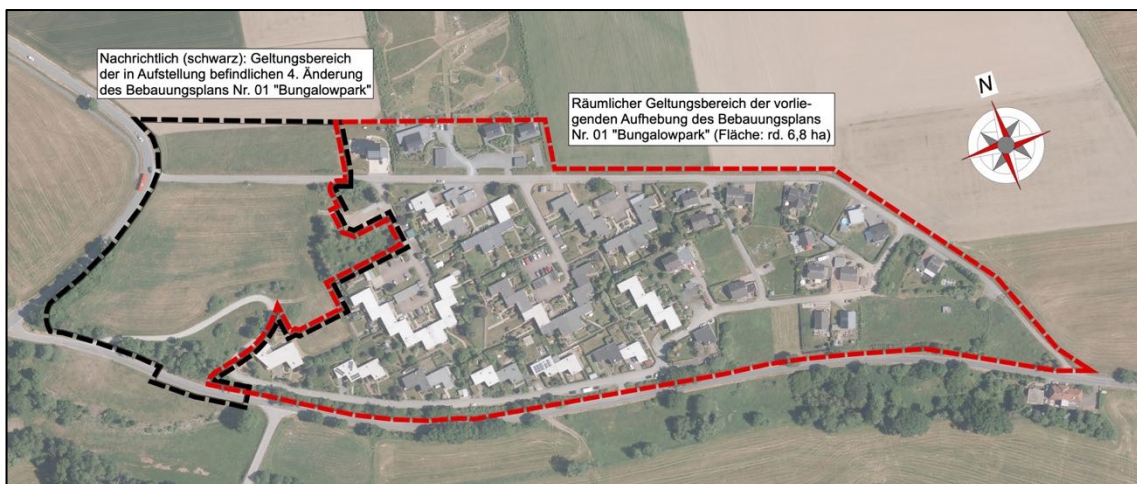 Nachrichtlich (schwarz): Geltungsbereich
der in Aufstellung befindlichen 4. Änderung
des Bebauungsplans Nr. 01 "Bungalowpark"
Räumlicher Geltungsbereich der vorlie-
genden Aufhebung des Bebauungsplans
Nr. 01 "Bungalowpark" (Fläche: rd. 6,8 ha)
N